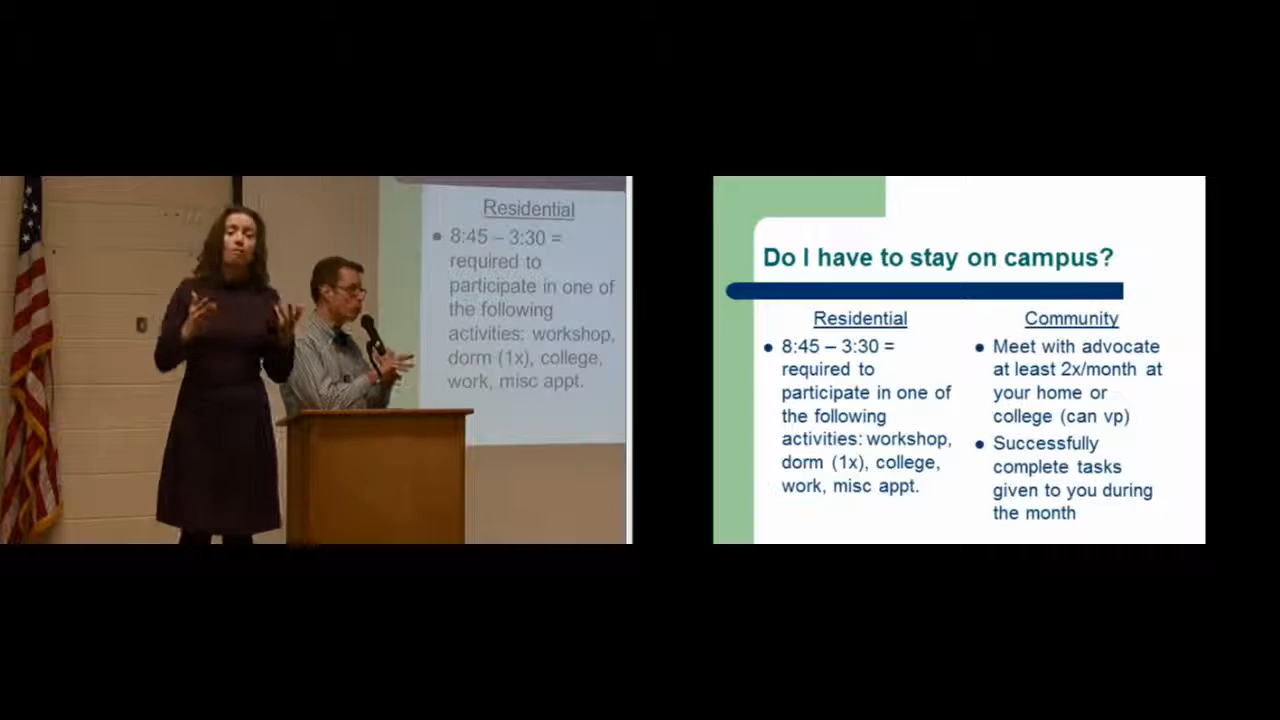 Residential
• 8:45 – 3:30 =
required to
participate in one of
the following
activities: workshop,
dorm (1x), college,
work, misc appt.
Do I have to stay on campus?
Residential
• 8:45 – 3:30 =
required to
participate in one of
the following
activities: workshop,
dorm (1x), college,
work, misc appt.
Community
• Meet with advocate
at least 2x/month at
your home or
college (can vp)
• Successfully
complete tasks
given to you during
the month